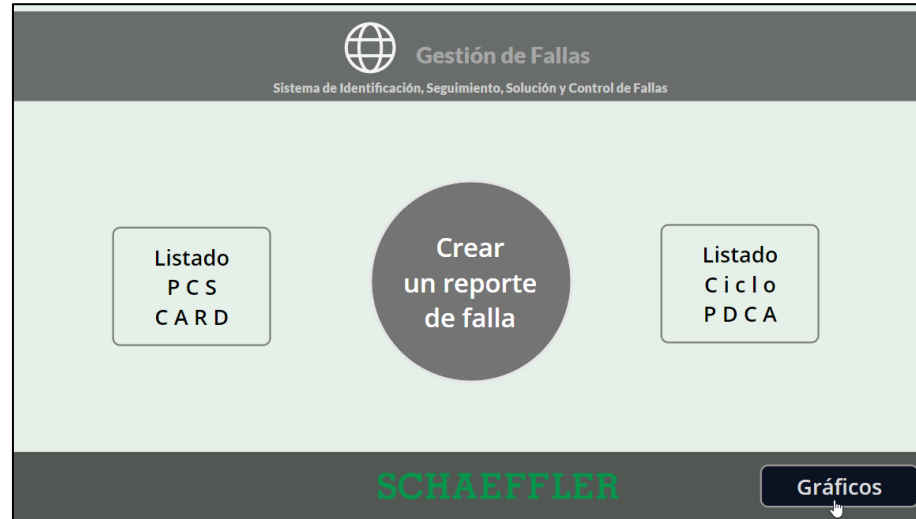 Gestión de Fallas
Sistema de Identificación, Seguimiento, Solución y Control de Fallas
Listado
P C S
C A R D
Crear
un reporte
de falla
Listado
C i c l o
P D C A
SCHAEFFLER
Gráficos